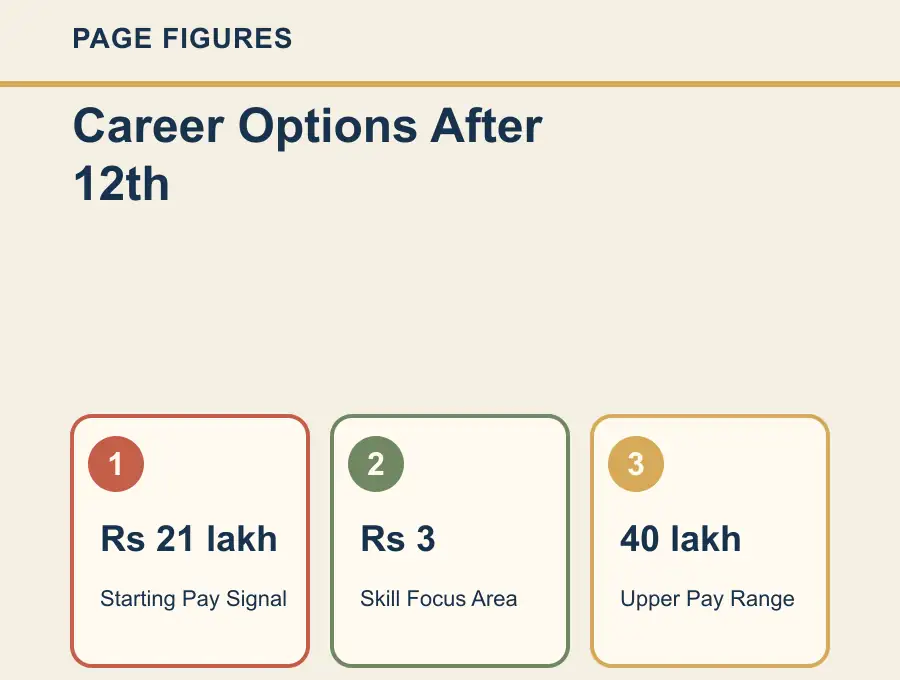 PAGE FIGURES
Career Options After
12th
1
2
3
Rs 21 lakh
Rs 3
40 lakh
Starting Pay Signal
Skill Focus Area
Upper Pay Range